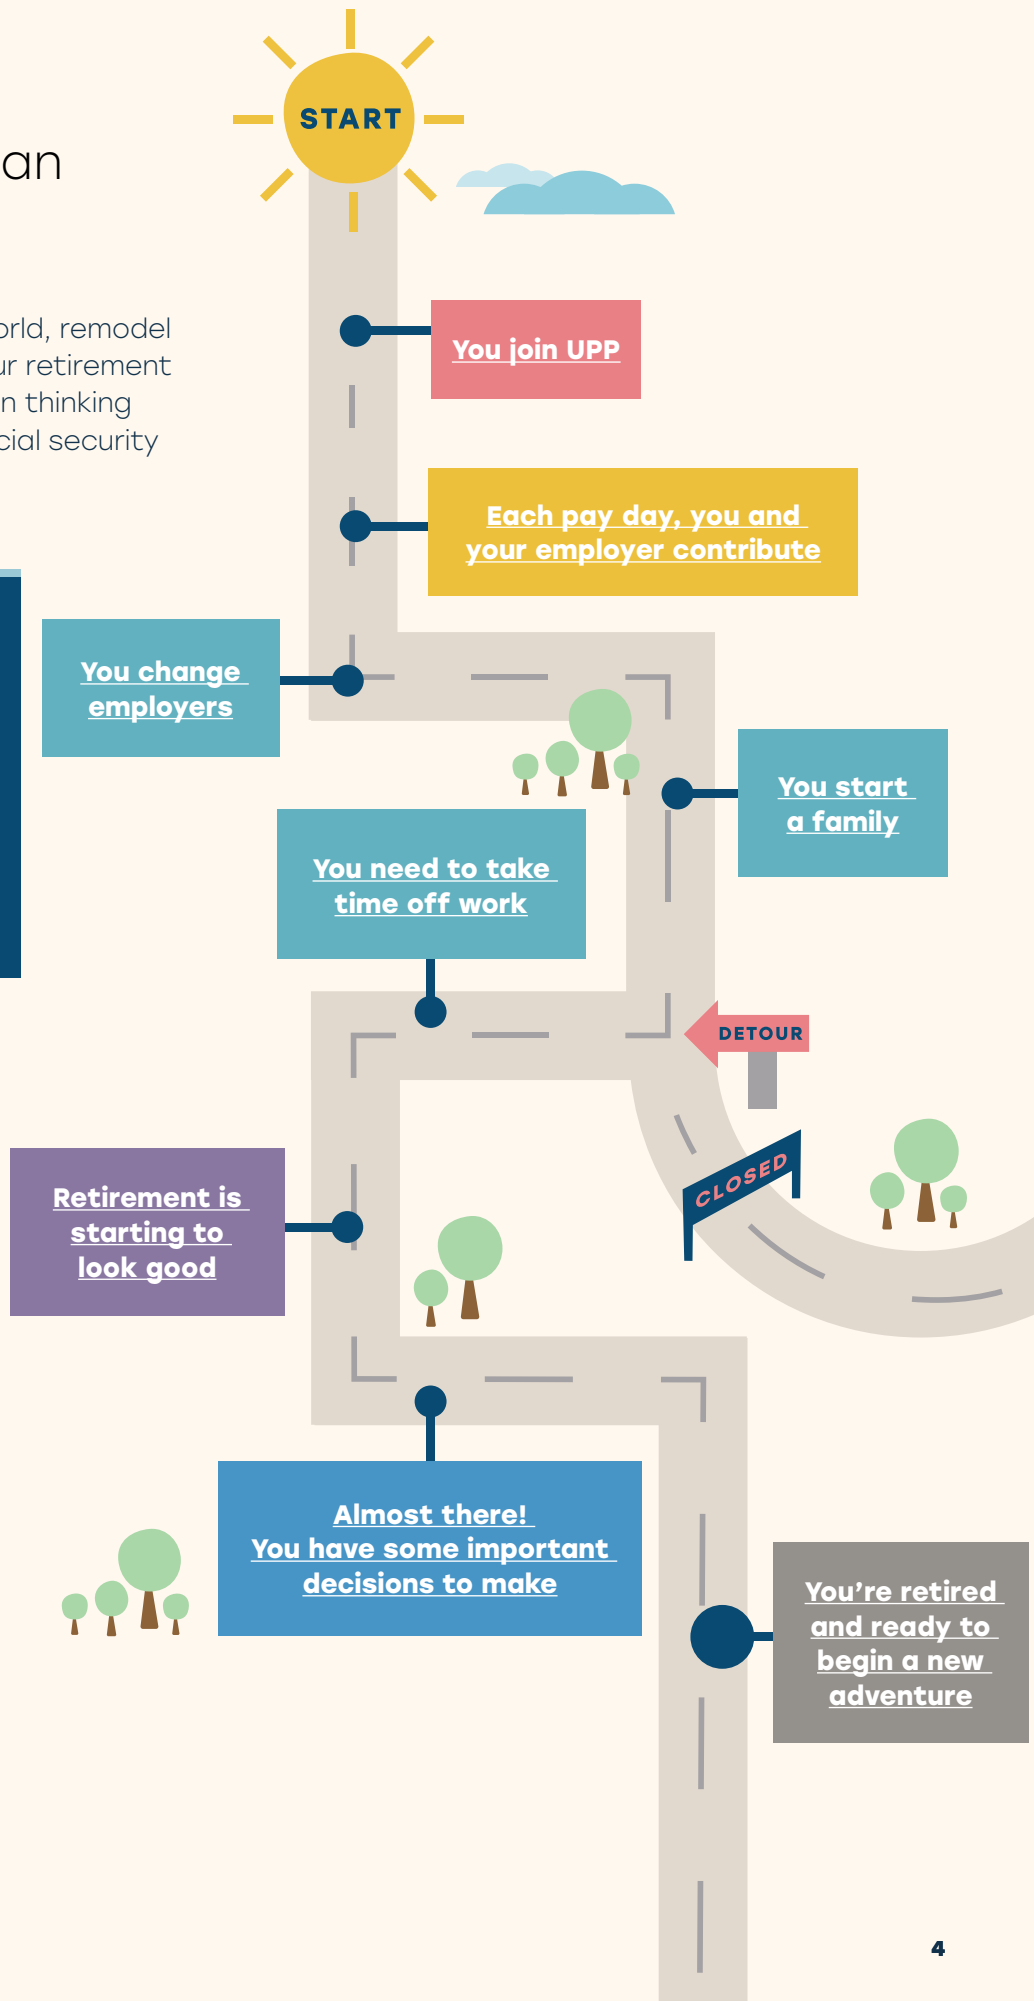 START
an
orld, remodel
ur retirement
n thinking
cial security
You join UPP
Each pay day, you and
your employer contribute
You change
employers
You start
a family
You need to take
time off work
DETOUR
CLOSED
Retirement is
starting to
look good
Almost there!
You have some important
decisions to make
You’re retired
and ready to
begin a new
adventure
4